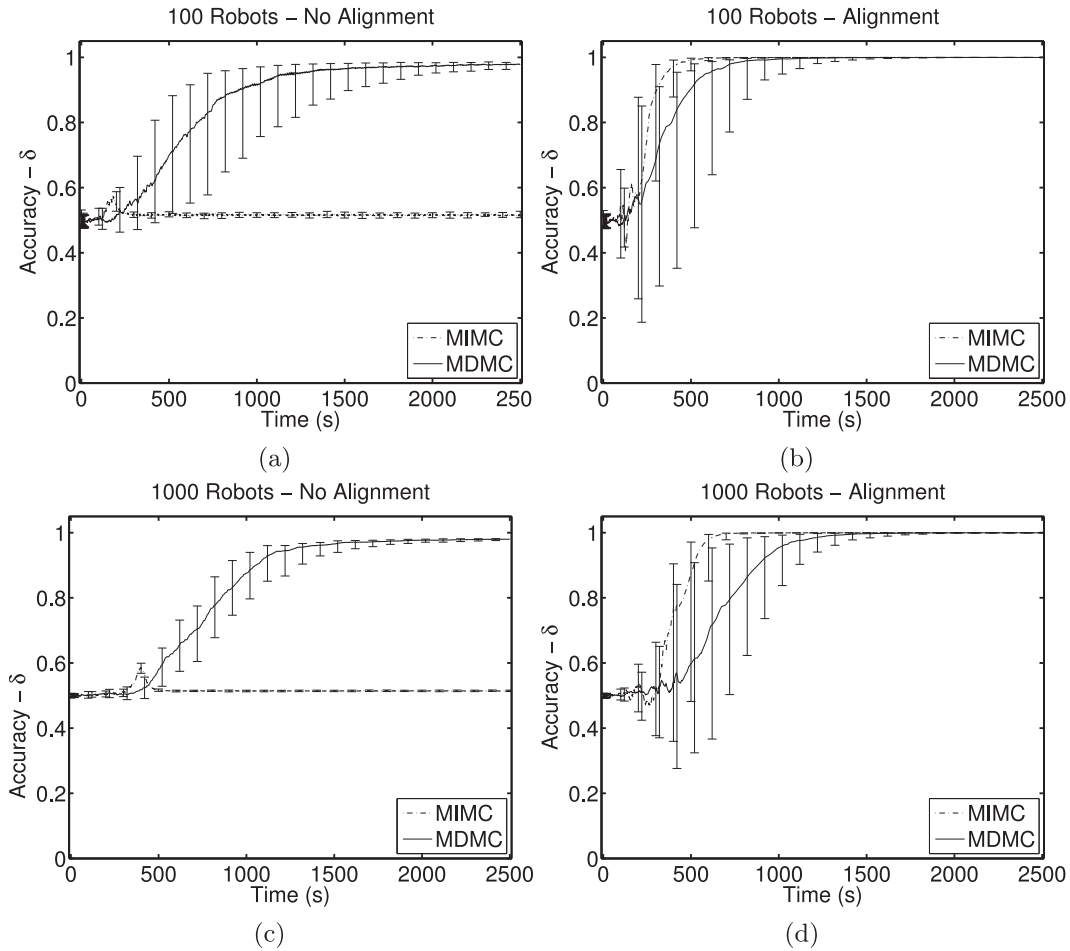 100 Robots – No Alignment
1
0.8
0.6
0.4
0.2
0
Accuracy – δ
MIMC
MDMC
0 500 1000 1500 2000 250
Time (s)
(a)
100 Robots – Alignment
1
0.8
0.6
0.4
0.2
0
Accuracy – δ
MIMC
MDMC
0 500 1000 1500 2000 2500
Time (s)
(b)
1000 Robots – No Alignment
1
0.8
0.6
0.4
0.2
0
Accuracy – δ
MIMC
MDMC
0 500 1000 1500 2000 2500
Time (s)
(c)
1000 Robots – Alignment
1
0.8
0.6
0.4
0.2
0
Accuracy – δ
MIMC
MDMC
0 500 1000 1500 2000 2500
Time (s)
(d)